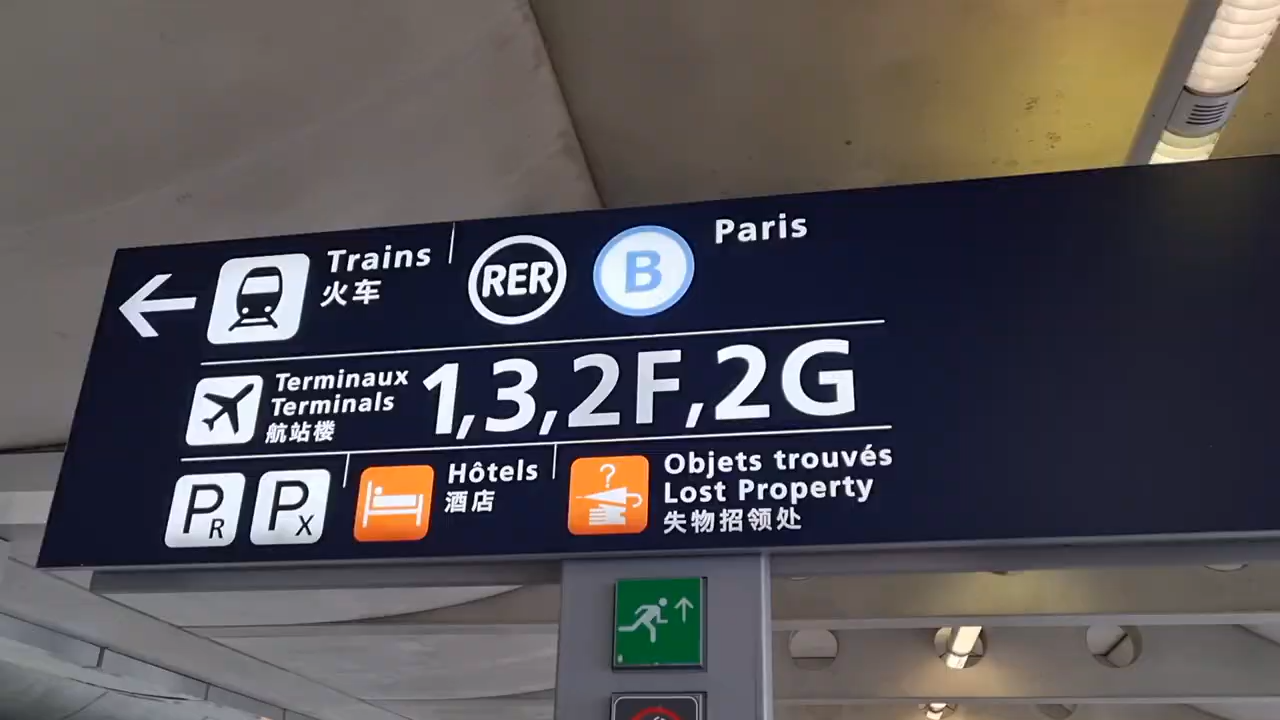 Trains
火车
RER B Paris
Terminaux
Terminals
航站楼
1,3,2F,2G
PR PX
Hôtels
酒店
?
Objets trouvés
Lost Property
失物招领处